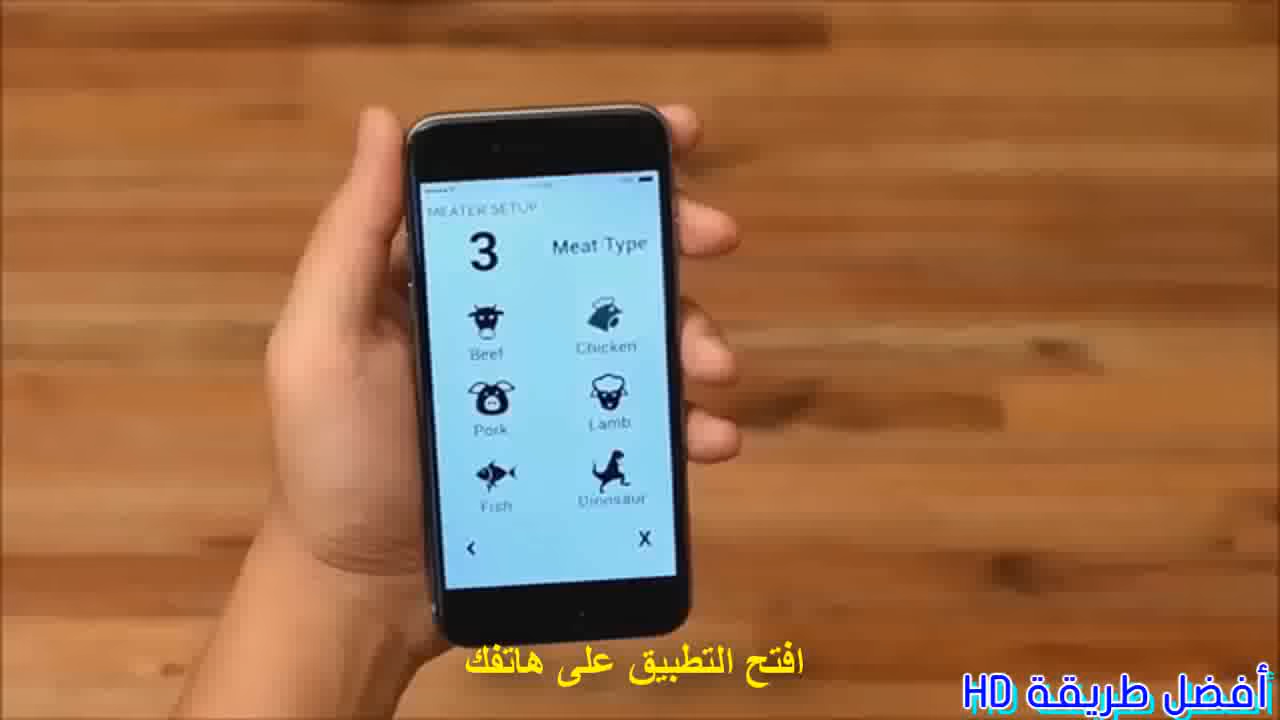 MEATER SETUP
3
Meat Type
Beef
Chicken
Pork
Lamb
Fish
Dinosaur
<
X
افتح التطبيق على هاتفك
أفضل طريقة HD